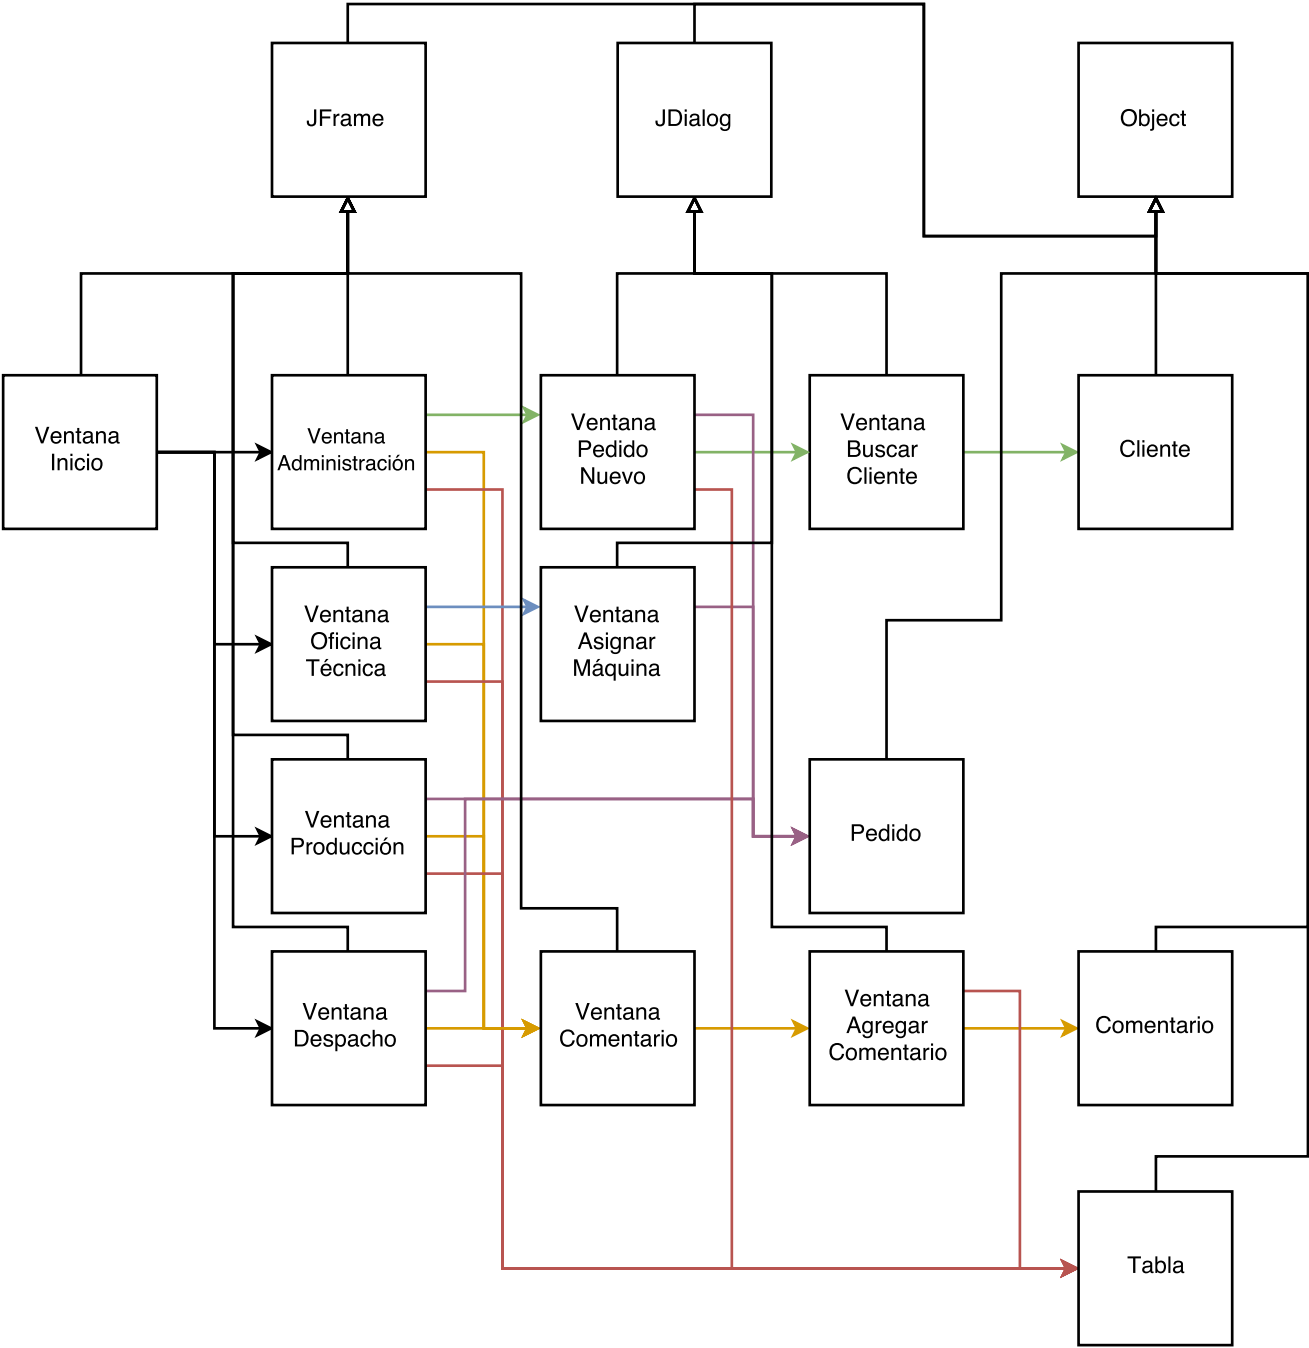 JFrame
JDialog
Object
Ventana
Inicio
Ventana
Administración
Ventana
Pedido
Nuevo
Ventana
Buscar
Cliente
Cliente
Ventana
Oficina
Técnica
Ventana
Asignar
Máquina
Ventana
Producción
Pedido
Ventana
Despacho
Ventana
Comentario
Ventana
Agregar
Comentario
Comentario
Tabla